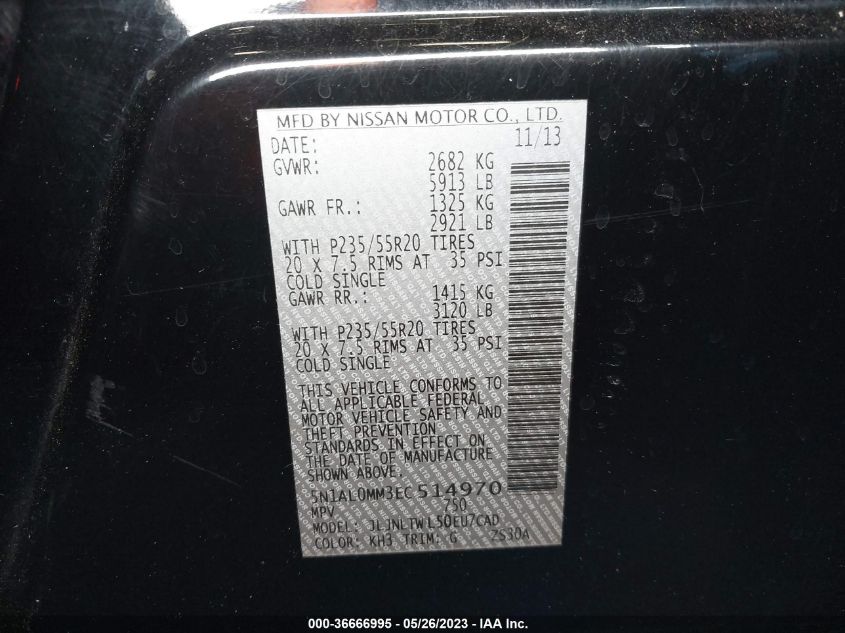 MFD BY NISSAN MOTOR CO., LTD.
DATE: 11/13
GVWR: 2682 KG
5913 LB
GAWR FR.: 1325 KG
2921 LB
WITH P235/55R20 TIRES
20 X 7.5 RIMS AT 35 PSI
COLD SINGLE
GAWR RR.: 1415 KG
3120 LB
WITH P235/55R20 TIRES
20 X 7.5 RIMS AT 35 PSI
COLD SINGLE
THIS VEHICLE CONFORMS TO
ALL APPLICABLE FEDERAL
MOTOR VEHICLE SAFETY AND
THEFT PREVENTION
STANDARDS IN EFFECT ON
THE DATE OF MANUFACTURE
SHOWN ABOVE.
5N1AL0MM3EC514970
MPV 750
MODEL: JLJNLTWL50EU7CAD
COLOR: KH3 TRIM: G ZS30A
000-36666995 - 05/26/2023 - IAA Inc.